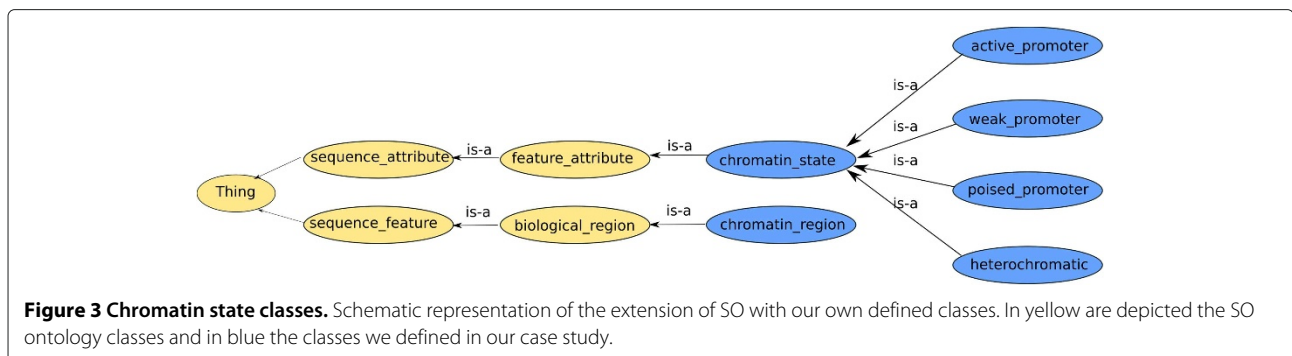 active_promoter
is-a
weak_promoter
is-a
sequence_attribute
is-a
feature_attribute
is-a
chromatin_state
is-a
Thing
poised_promoter
is-a
sequence_feature
is-a
biological_region
is-a
chromatin_region
heterochromatic
Figure 3 Chromatin state classes. Schematic representation of the extension of SO with our own defined classes. In yellow are depicted the SO
ontology classes and in blue the classes we defined in our case study.